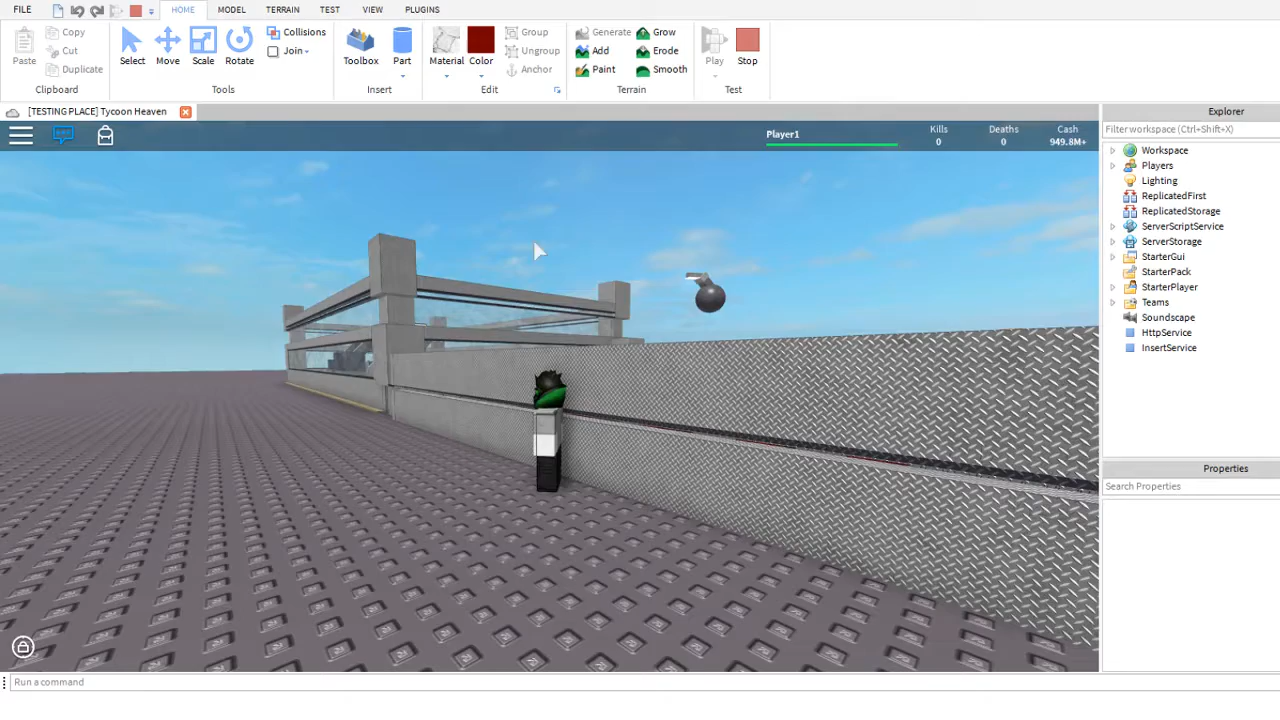 FILE HOME MODEL TERRAIN TEST VIEW PLUGINS
Paste Copy Cut Duplicate Clipboard
Select Move Scale Rotate Collisions Join Tools
Toolbox Part Insert
Material Color Group Ungroup Anchor Edit
Generate Add Paint Grow Erode Smooth Terrain
Play Stop Test
[TESTING PLACE] Tycoon Heaven
Player1 Kills Deaths Cash
0 0 949.8M+
Explorer
Filter workspace (Ctrl+Shift+X)
Workspace
Players
Lighting
ReplicatedFirst
ReplicatedStorage
ServerScriptService
ServerStorage
StarterGui
StarterPack
StarterPlayer
Teams
Soundscape
HttpService
InsertService
Properties
Search Properties
Run a command